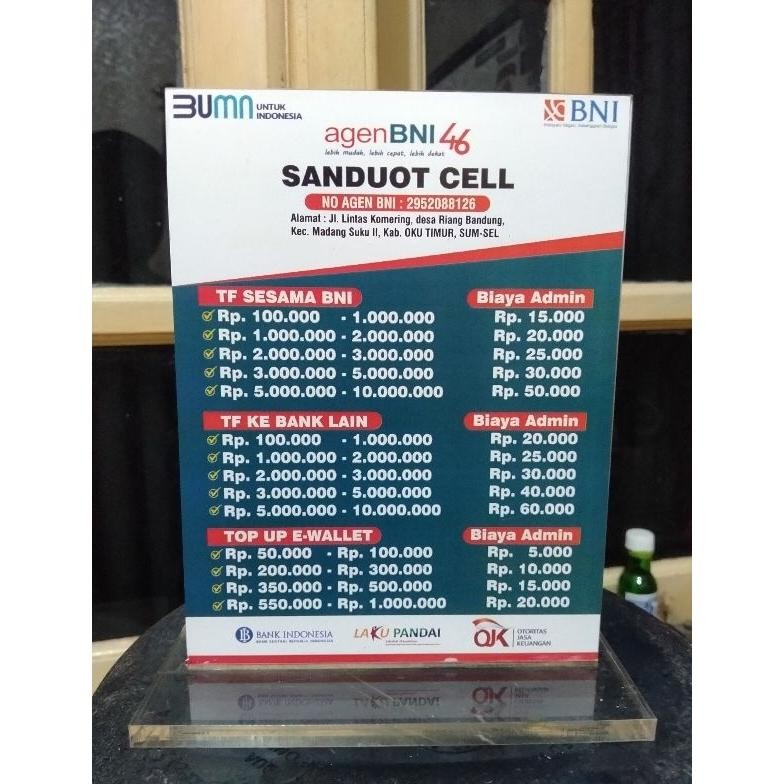 BUMN UNTUK INDONESIA
BNI
agenBNI 46
lebih mudah, lebih cepat, lebih dekat
SANDUOT CELL
NO AGEN BNI : 2952088126
Alamat : Jl. Lintas Komering, desa Riang Bandung,
Kec. Madang Suku II, Kab. OKU TIMUR, SUM-SEL
TF SESAMA BNI Biaya Admin
Rp. 100.000 - 1.000.000 Rp. 15.000
Rp. 1.000.000 - 2.000.000 Rp. 20.000
Rp. 2.000.000 - 3.000.000 Rp. 25.000
Rp. 3.000.000 - 5.000.000 Rp. 30.000
Rp. 5.000.000 - 10.000.000 Rp. 50.000
TF KE BANK LAIN Biaya Admin
Rp. 100.000 - 1.000.000 Rp. 20.000
Rp. 1.000.000 - 2.000.000 Rp. 25.000
Rp. 2.000.000 - 3.000.000 Rp. 30.000
Rp. 3.000.000 - 5.000.000 Rp. 40.000
Rp. 5.000.000 - 10.000.000 Rp. 60.000
TOP UP E-WALLET Biaya Admin
Rp. 50.000 - Rp. 100.000 Rp. 5.000
Rp. 200.000 - Rp. 300.000 Rp. 10.000
Rp. 350.000 - Rp. 500.000 Rp. 15.000
Rp. 550.000 - Rp. 1.000.000 Rp. 20.000
BANK INDONESIA
BANK SENTRAL REPUBLIK INDONESIA
LAKU PANDAI
OJK OTORITAS JASA KEUANGAN